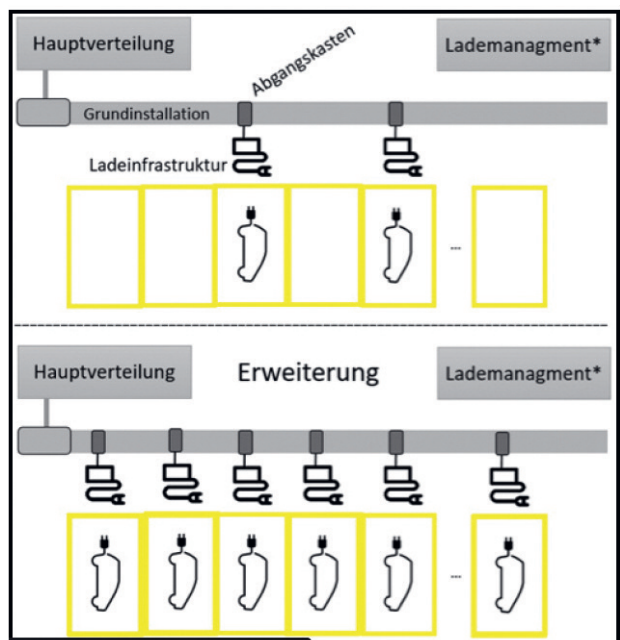 Hauptverteilung
Abgangskasten
Lademanagment*
Grundinstallation
Ladeinfrastruktur
...
Hauptverteilung
Erweiterung
Lademanagment*
...